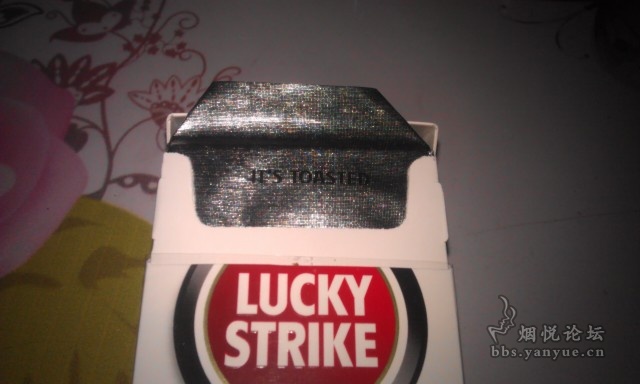 IT'S TOASTED
LUCKY
STRIKE
烟悦论坛
bbs.yanyue.cn